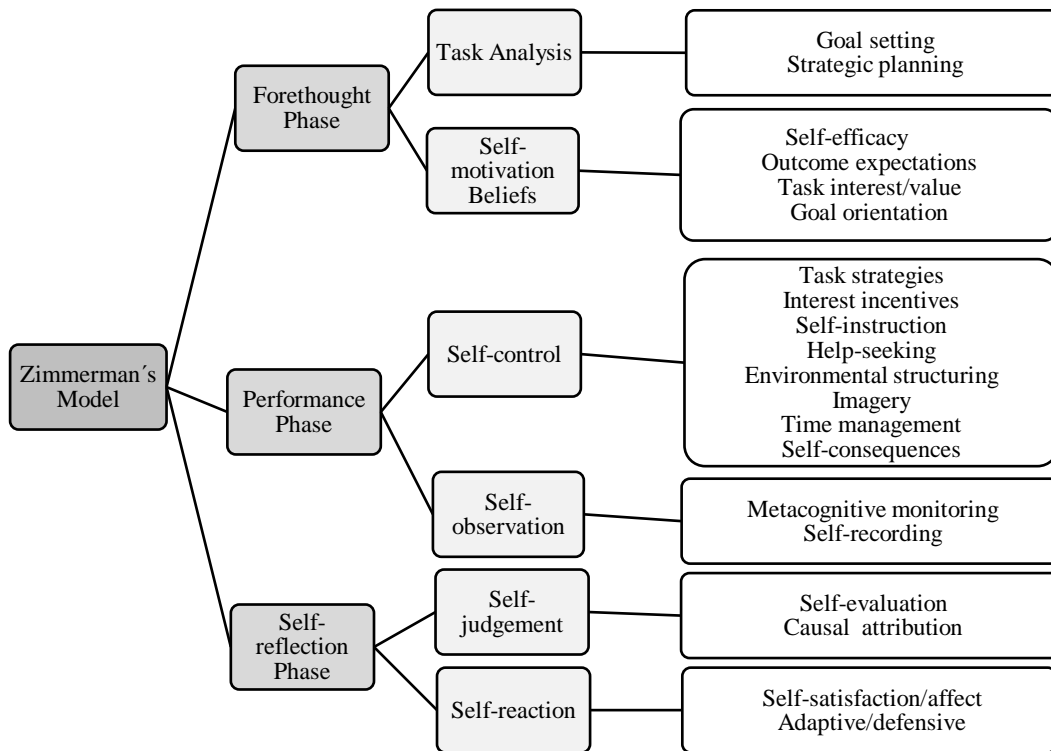 Zimmerman´s
Model
Forethought
Phase
Task Analysis
Goal setting
Strategic planning
Self-
motivation
Beliefs
Self-efficacy
Outcome expectations
Task interest/value
Goal orientation
Performance
Phase
Self-control
Task strategies
Interest incentives
Self-instruction
Help-seeking
Environmental structuring
Imagery
Time management
Self-consequences
Self-
observation
Metacognitive monitoring
Self-recording
Self-
reflection
Phase
Self-
judgement
Self-evaluation
Causal attribution
Self-reaction
Self-satisfaction/affect
Adaptive/defensive